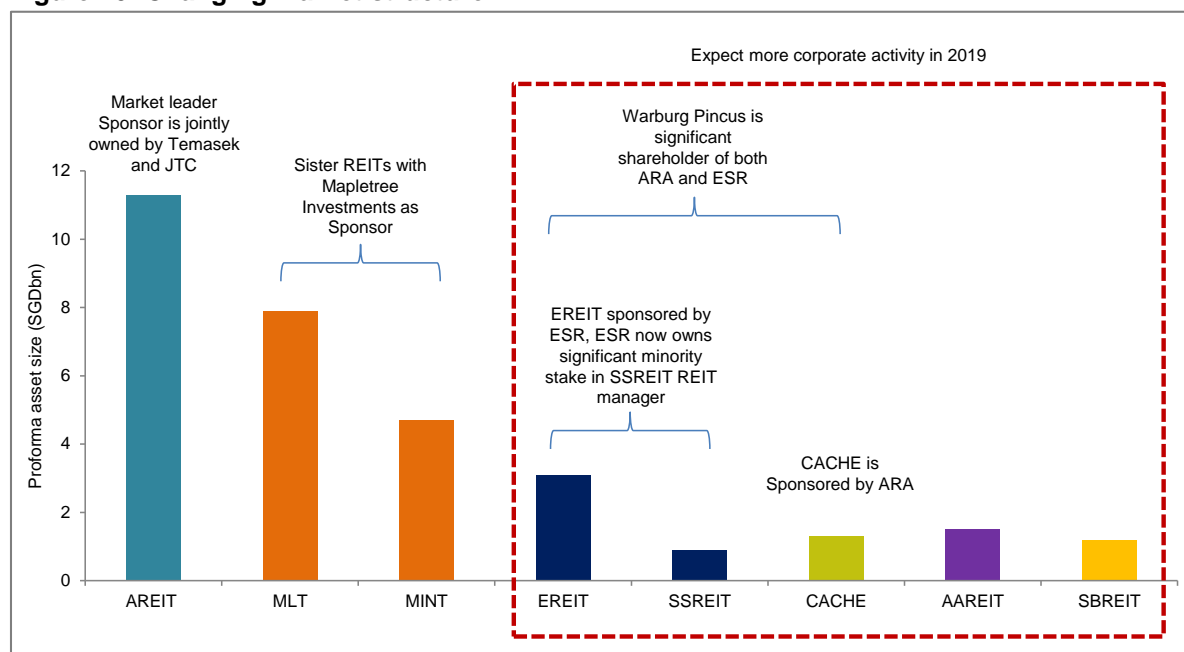 Expect more corporate activity in 2019
Market leader
Sponsor is jointly
owned by Temasek
and JTC
Sister REITs with
Mapletree
Investments as
Sponsor
Warburg Pincus is
significant
shareholder of both
ARA and ESR
EREIT sponsored by
ESR, ESR now owns
significant minority
stake in SSREIT REIT
manager
CACHE is
Sponsored by ARA
Proforma asset size (SGDbn)
12
10
8
6
4
2
0
AREIT
MLT
MINT
EREIT
SSREIT
CACHE
AAREIT
SBREIT